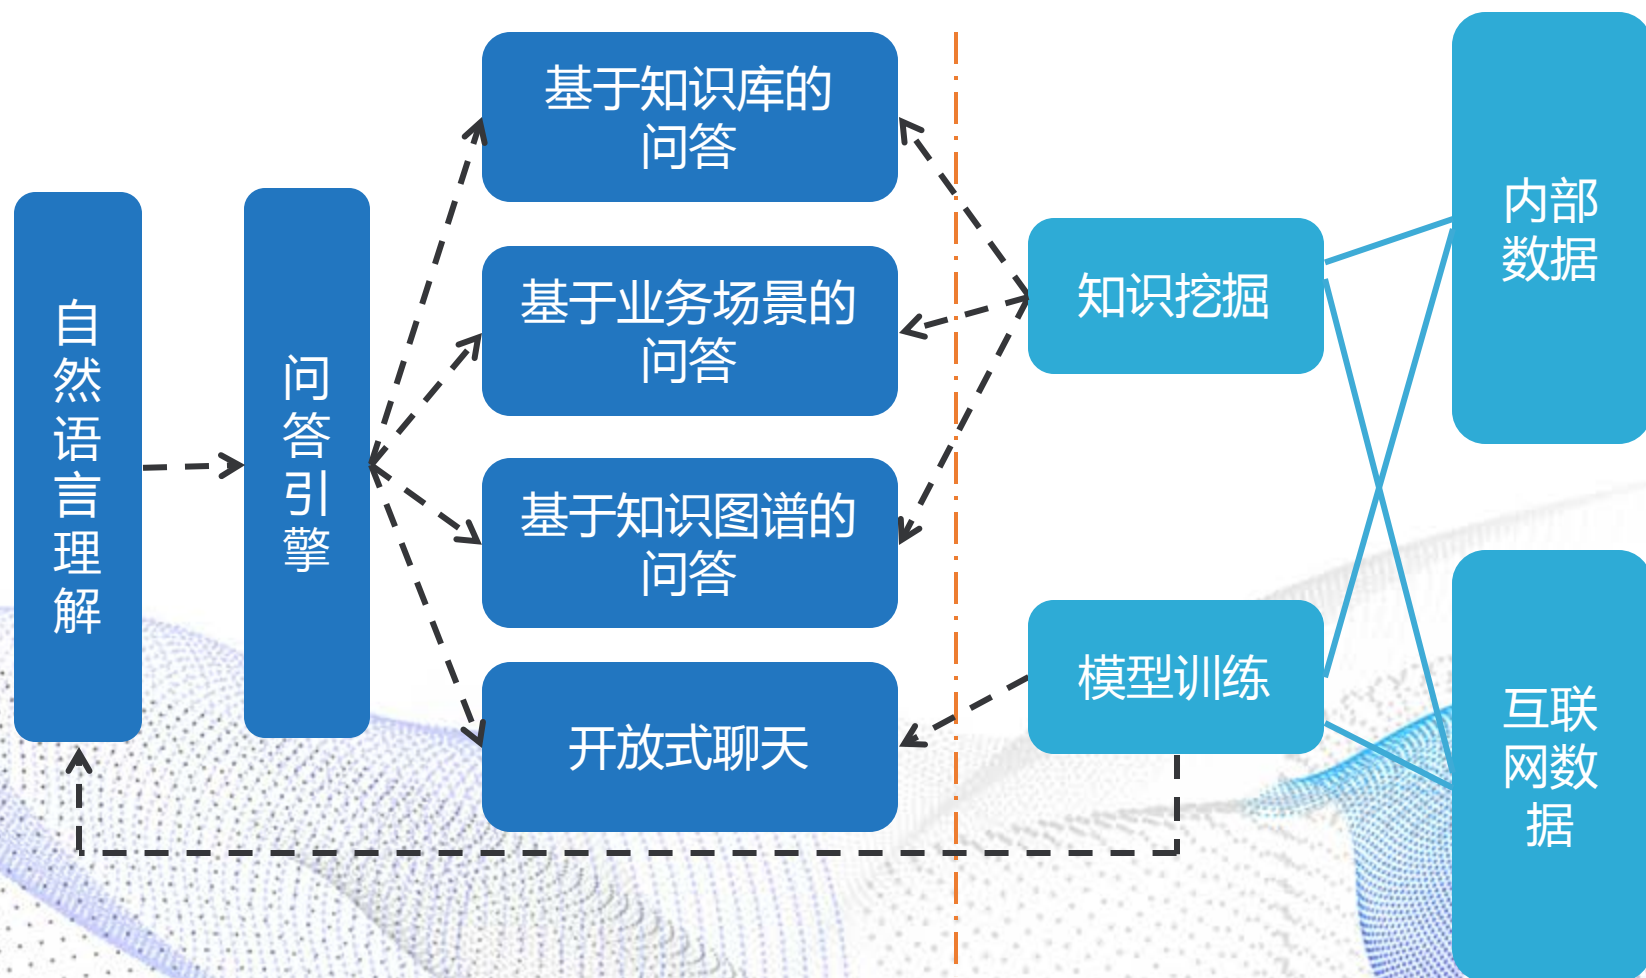 自
然
语
言
理
解
问
答
引
擎
基于知识库的
问答
基于业务场景的
问答
基于知识图谱的
问答
开放式聊天
知识挖掘
模型训练
内部
数据
互联
网数
据